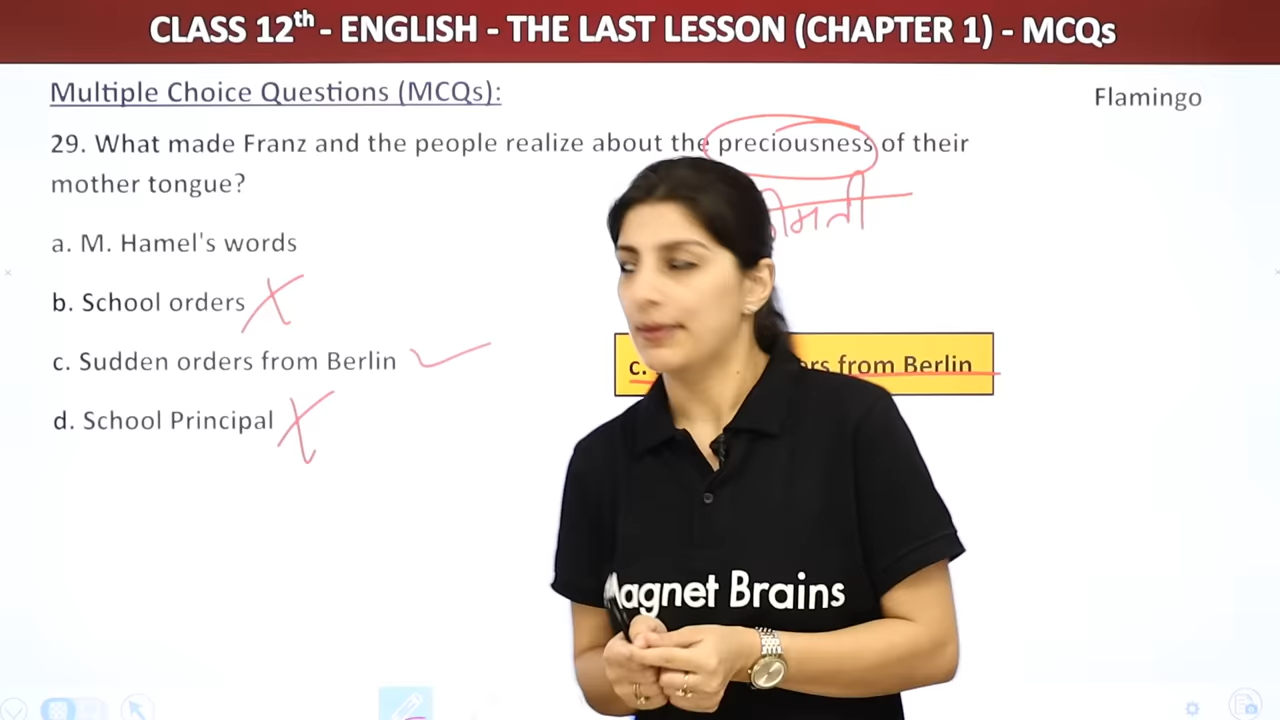 CLASS 12th - ENGLISH - THE LAST LESSON (CHAPTER 1) - MCQs
Multiple Choice Questions (MCQs):
Flamingo
29. What made Franz and the people realize about the preciousness of their
mother tongue?
a. M. Hamel's words
b. School orders
c. Sudden orders from Berlin
c. from Berlin
d. School Principal
Magnet Brains